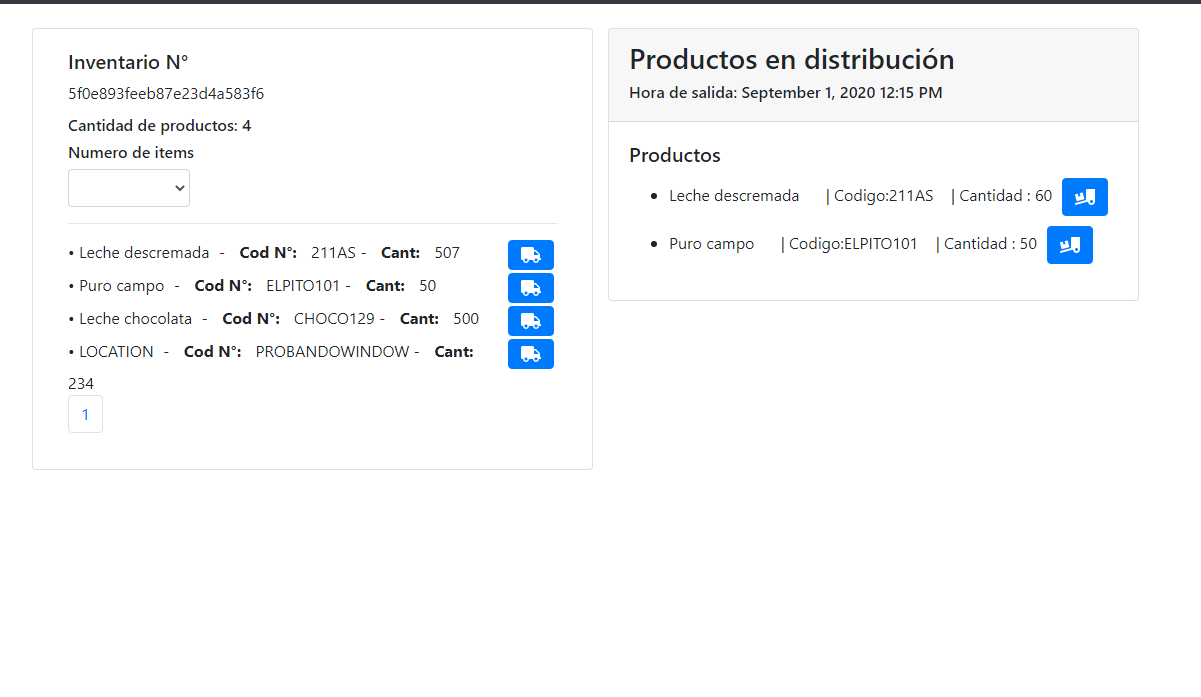 Inventario N°
5f0e893feeb87e23d4a583f6
Cantidad de productos: 4
Numero de items
• Leche descremada - Cod N°: 211AS - Cant: 507
• Puro campo - Cod N°: ELPITO101 - Cant: 50
• Leche chocolata - Cod N°: CHOCO129 - Cant: 500
• LOCATION - Cod N°: PROBANDOWINDOW - Cant:
234
1
Productos en distribución
Hora de salida: September 1, 2020 12:15 PM
Productos
• Leche descremada | Codigo:211AS | Cantidad : 60
• Puro campo | Codigo:ELPITO101 | Cantidad : 50